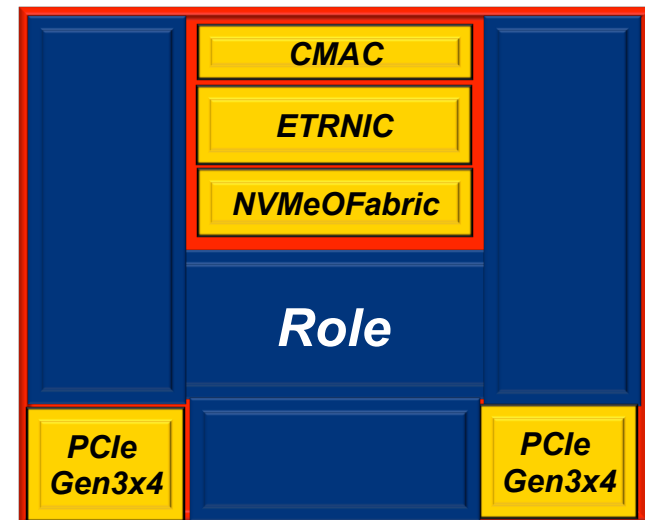 CMAC
ETRNIC
NVMeOFabric
Role
PCIe
Gen3x4
PCIe
Gen3x4